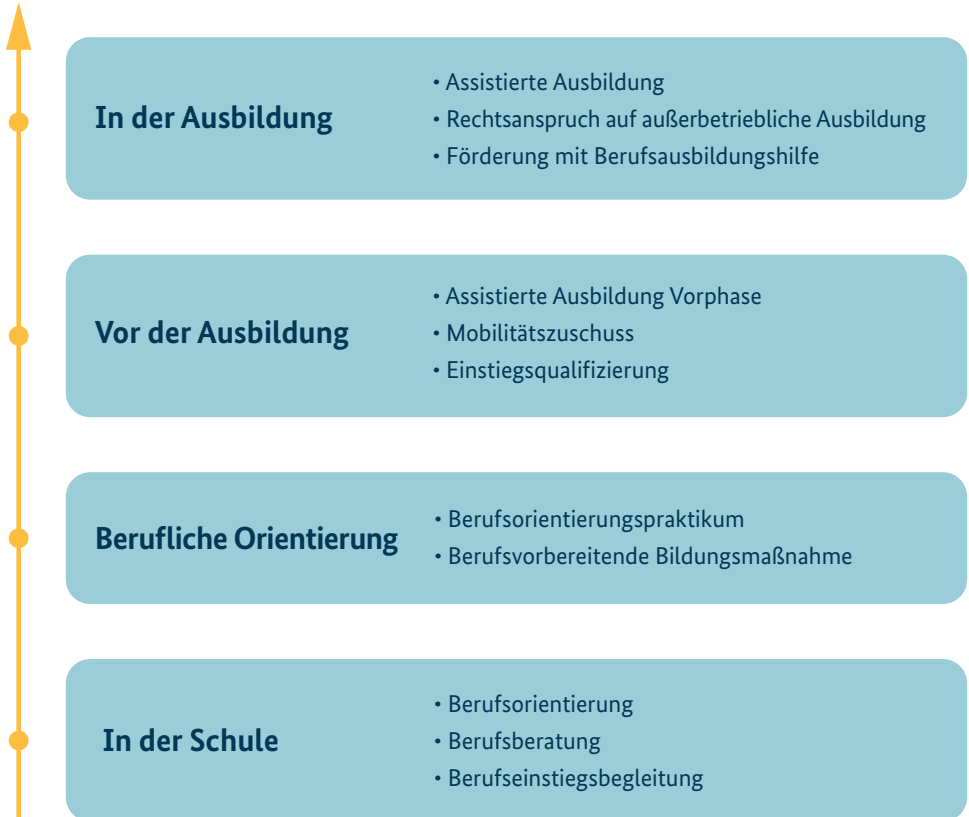 In der Ausbildung
• Assistierte Ausbildung
• Rechtsanspruch auf außerbetriebliche Ausbildung
• Förderung mit Berufsausbildungshilfe
Vor der Ausbildung
• Assistierte Ausbildung Vorphase
• Mobilitätszuschuss
• Einstiegsqualifizierung
Berufliche Orientierung
• Berufsorientierungspraktikum
• Berufsvorbereitende Bildungsmaßnahme
In der Schule
• Berufsorientierung
• Berufsberatung
• Berufseinstiegsbegleitung